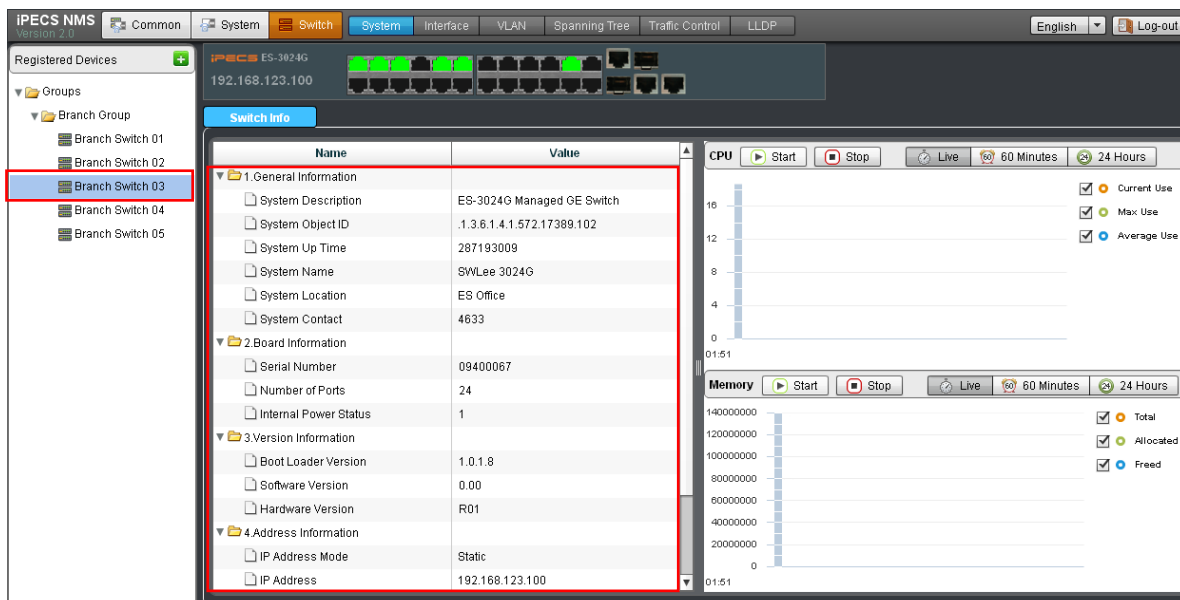 iPECS NMS
Version 2.0
Common
System
Switch
System
Interface
VLAN
Spanning Tree
Traffic Control
LLDP
English
Log-out
Registered Devices
Groups
Branch Group
Branch Switch 01
Branch Switch 02
Branch Switch 03
Branch Switch 04
Branch Switch 05
iPECS ES-3024G
192.168.123.100
Switch Info
Name Value
1.General Information
System Description ES-3024G Managed GE Switch
System Object ID .1.3.6.1.4.1.572.17389.102
System Up Time 287193009
System Name SWLee 3024G
System Location ES Office
System Contact 4633
2.Board Information
Serial Number 09400067
Number of Ports 24
Internal Power Status 1
3.Version Information
Boot Loader Version 1.0.1.8
Software Version 0.00
Hardware Version R01
4.Address Information
IP Address Mode Static
IP Address 192.168.123.100
CPU Start Stop Live 60 60 Minutes 24 24 Hours
16
12
8
4
0
01:51
Current Use
Max Use
Average Use
Memory Start Stop Live 60 60 Minutes 24 24 Hours
140000000
120000000
100000000
80000000
60000000
40000000
20000000
0
01:51
Total
Allocated
Freed